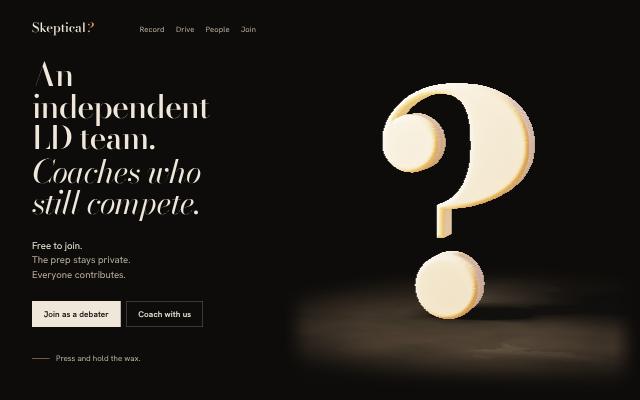 Skeptical?
Record Drive People Join
An
independent
LD team.
Coaches who
still compete.
Free to join.
The prep stays private.
Everyone contributes.
Join as a debater
Coach with us
Press and hold the wax.
?